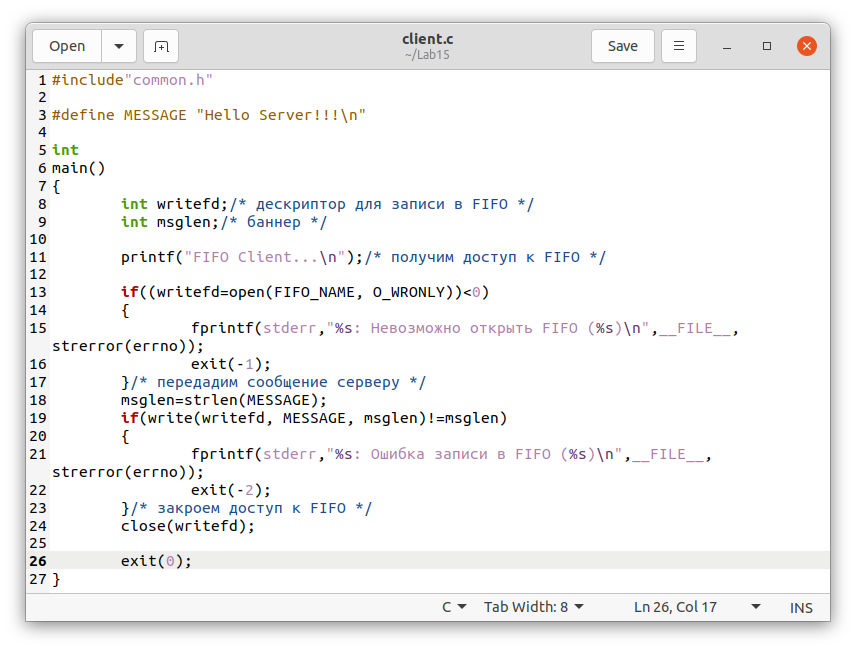 Open
client.c
~/Lab15
Save
1 #include"common.h"
2
3 #define MESSAGE "Hello Server!!!\n"
4
5 int
6 main()
7 {
8         int writefd;/* дескриптор для записи в FIFO */
9         int msglen;/* баннер */
10
11         printf("FIFO Client...\n");/* получим доступ к FIFO */
12
13         if((writefd=open(FIFO_NAME, O_WRONLY))<0)
14         {
15                 fprintf(stderr,"%s: Невозможно открыть FIFO (%s)\n",__FILE__,
strerror(errno));
16                 exit(-1);
17         }/* передадим сообщение серверу */
18         msglen=strlen(MESSAGE);
19         if(write(writefd, MESSAGE, msglen)!=msglen)
20         {
21                 fprintf(stderr,"%s: Ошибка записи в FIFO (%s)\n",__FILE__,
strerror(errno));
22                 exit(-2);
23         }/* закроем доступ к FIFO */
24         close(writefd);
25
26         exit(0);
27 }
C Tab Width: 8 Ln 26, Col 17 INS